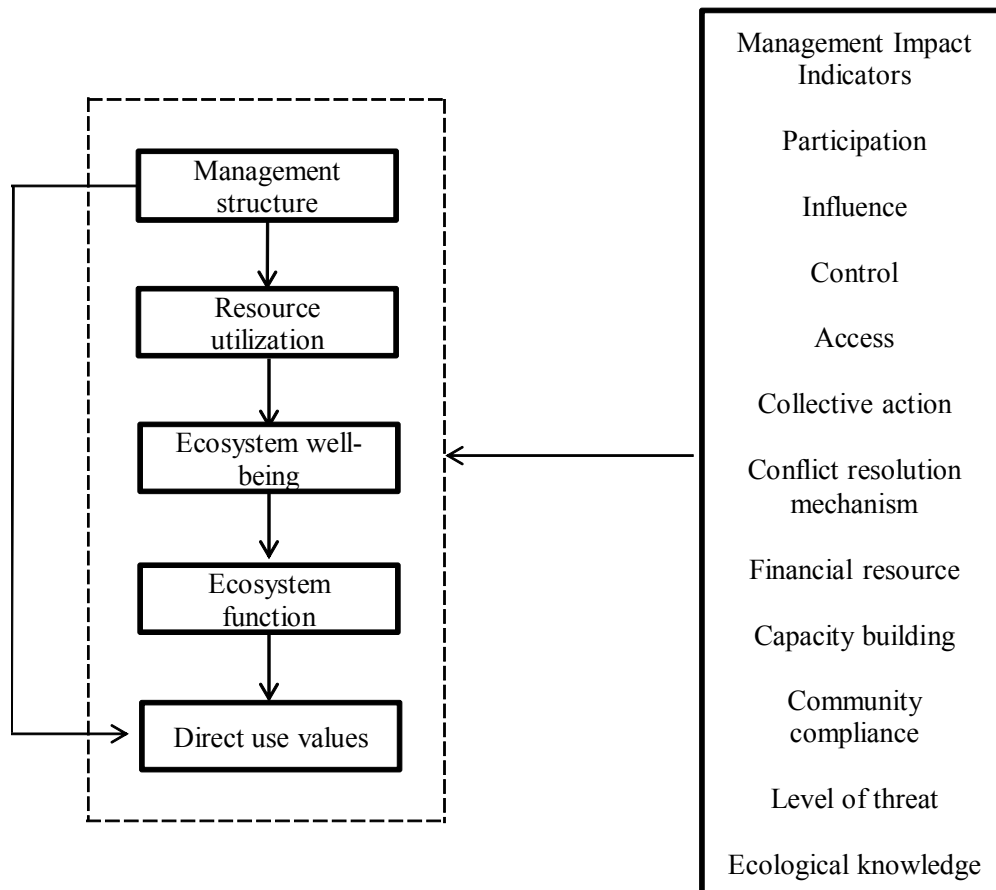 Management
structure
Resource
utilization
Ecosystem well-
being
Ecosystem
function
Direct use values
Management Impact
Indicators
Participation
Influence
Control
Access
Collective action
Conflict resolution
mechanism
Financial resource
Capacity building
Community
compliance
Level of threat
Ecological knowledge